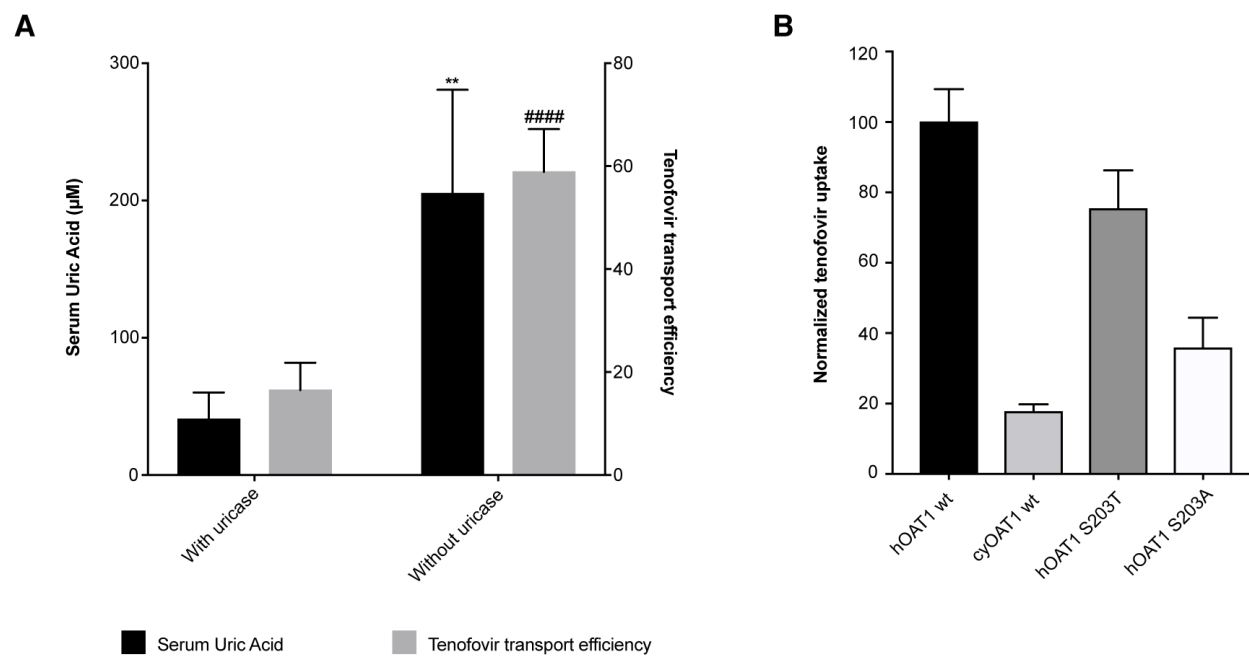 A
B
300
200
100
0
Serum Uric Acid (µM)
**
####
80
60
40
20
0
Tenofovir transport efficiency
With uricase
Without uricase
Serum Uric Acid
Tenofovir transport efficiency
120
100
80
60
40
20
0
Normalized tenofovir uptake
hOAT1 wt
cyOAT1 wt
hOAT1 S203T
hOAT1 S203A